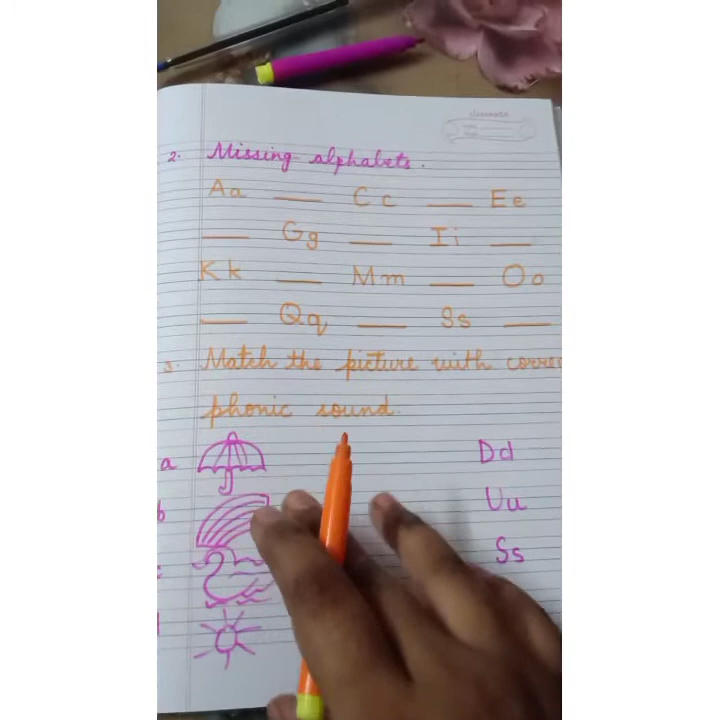 classmate
2. Missing alphabets.
Aa ____ Cc ____ Ee
____ Gg ____ Ii ____
Kk ____ Mm ____ Oo
____ Qq ____ Ss ____
3. Match the picture with correc
phonic sound.
a Dd
b Uu
c Ss
d